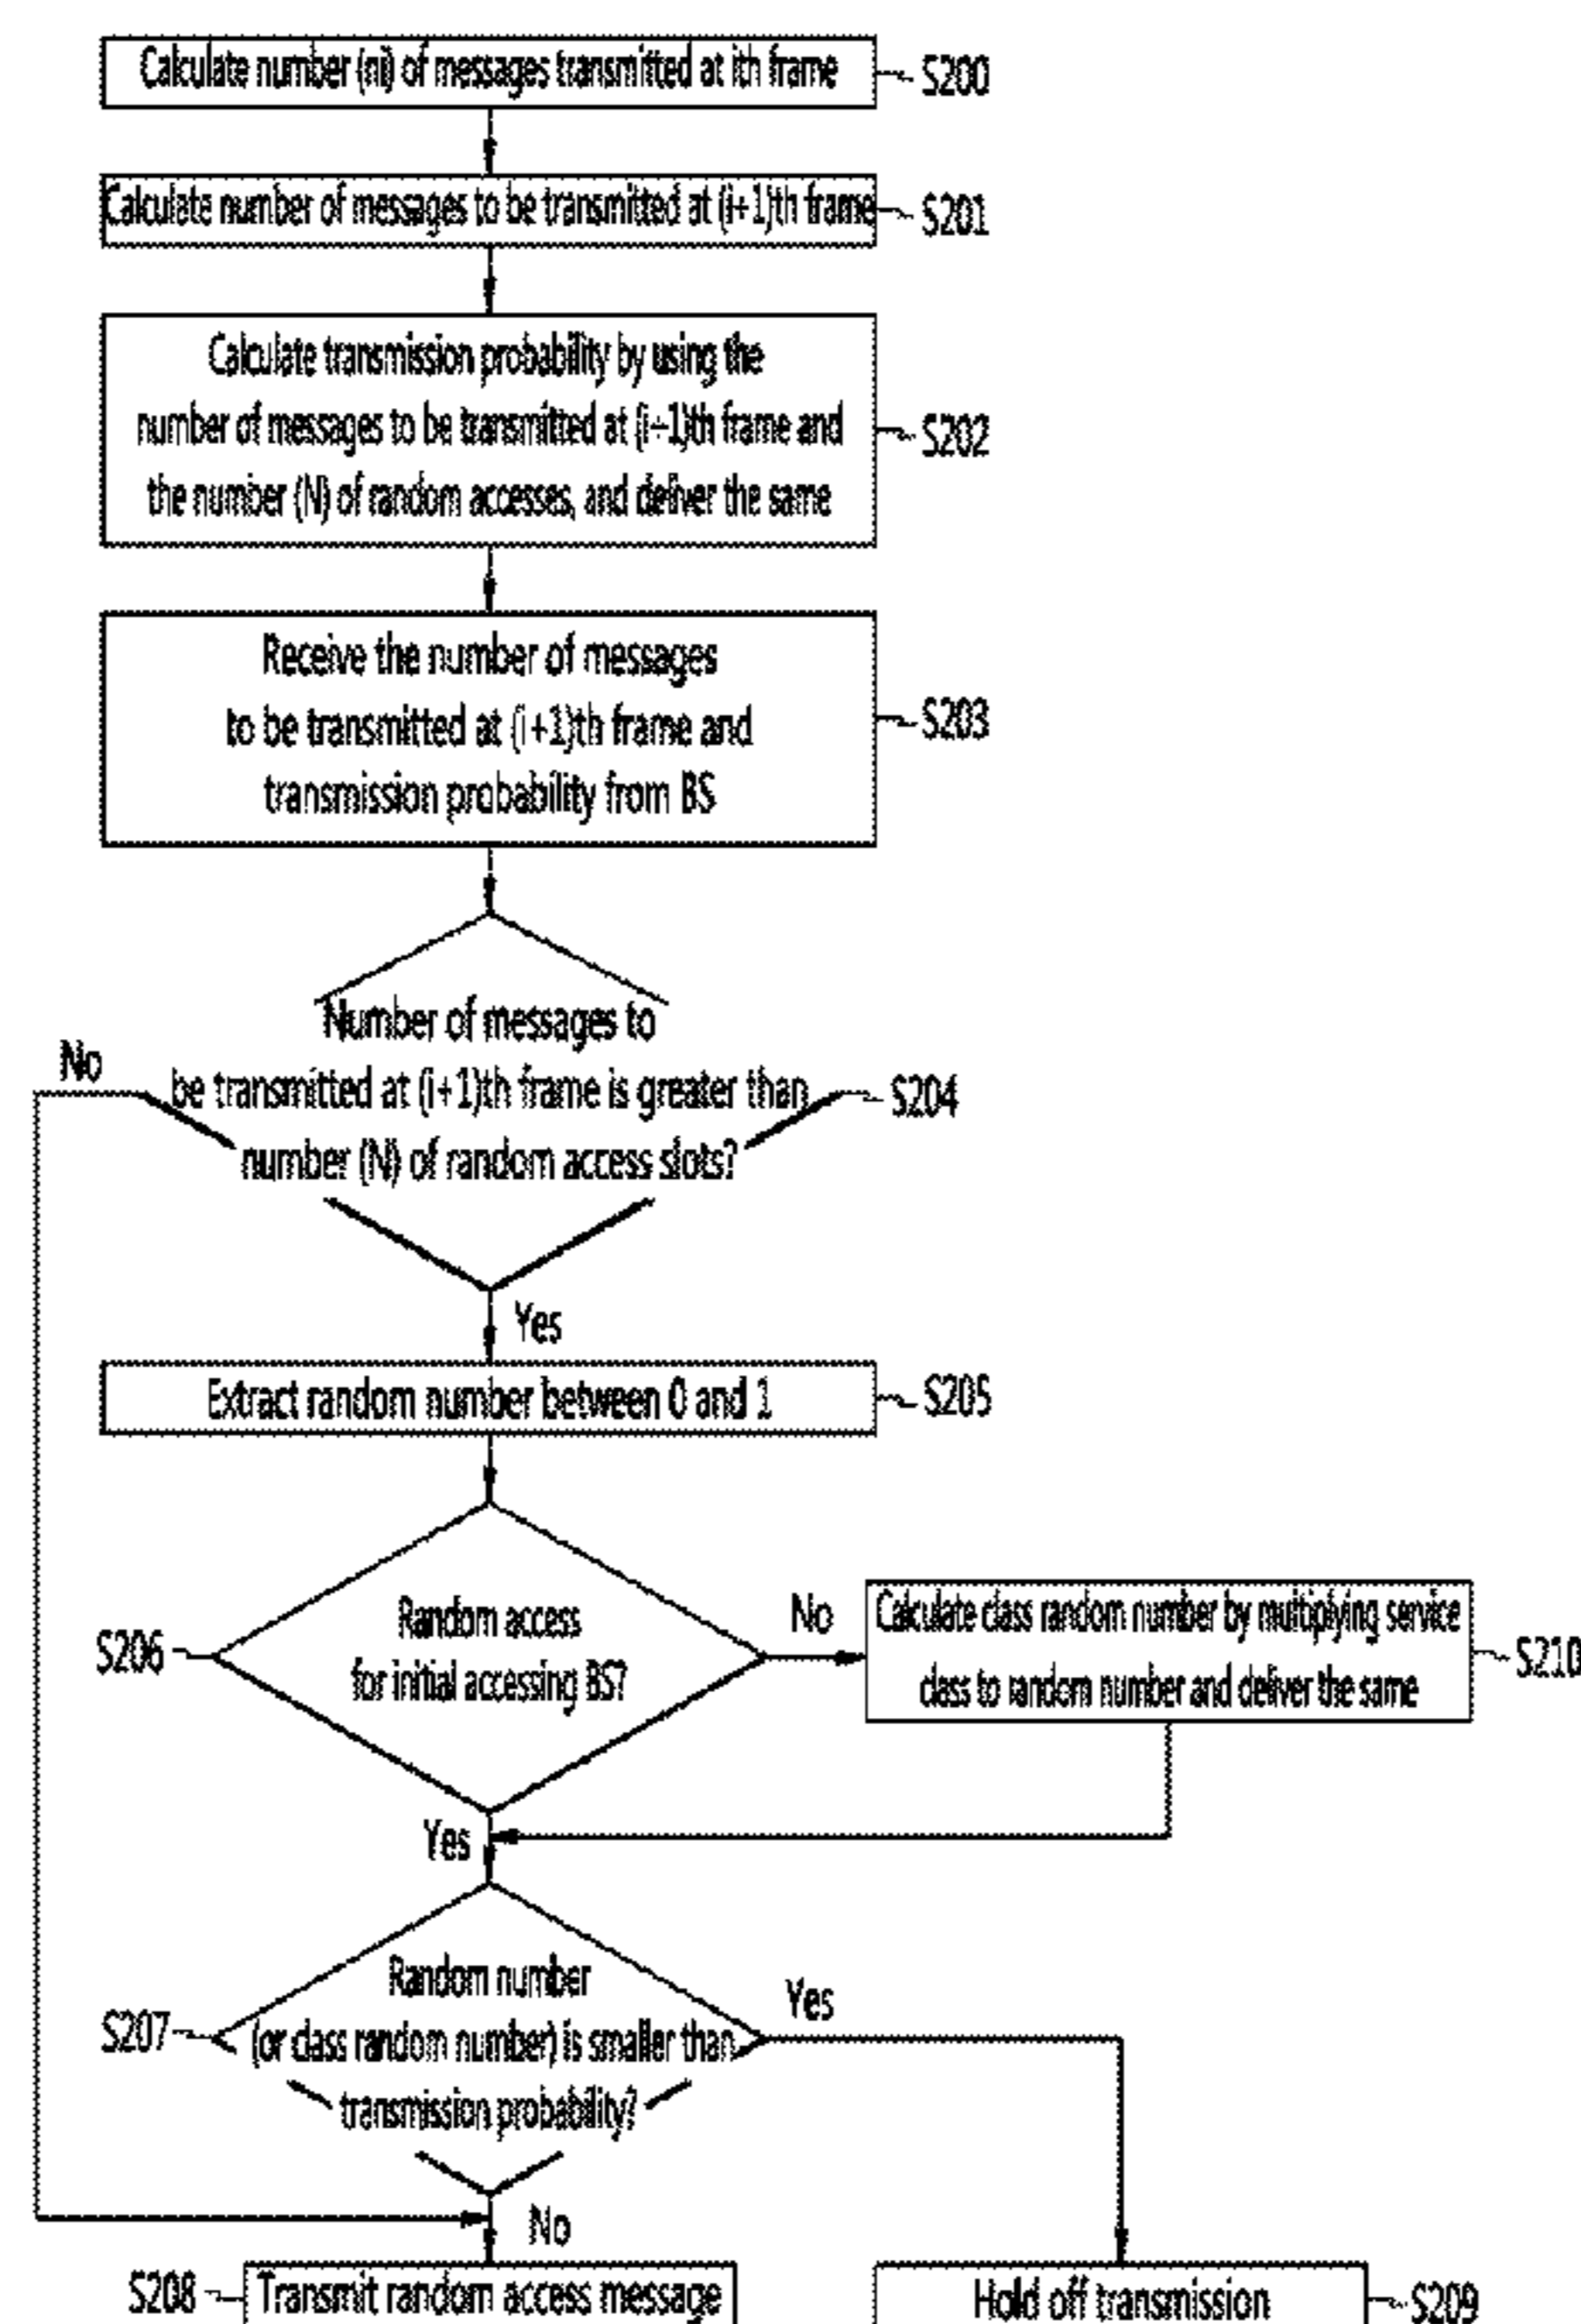 Calculate number (ni) of messages transmitted at ith frame
S200
Calculate number of messages to be transmitted at (i+1)th frame
S201
Calculate transmission probability by using the
number of messages to be transmitted at (i+1)th frame and
the number (N) of random accesses, and deliver the same
S202
Receive the number of messages
to be transmitted at (i+1)th frame and
transmission probability from BS
S203
Number of messages to
be transmitted at (i+1)th frame is greater than
number (N) of random access slots?
No
S204
Yes
Extract random number between 0 and 1
S205
S206
Random access
for initial accessing BS?
No
Calculate class random number by multiplying service
class to random number and deliver the same
S210
Yes
S207
Random number
(or class random number) is smaller than
transmission probability?
Yes
No
S208
Transmit random access message
Hold off transmission
S209